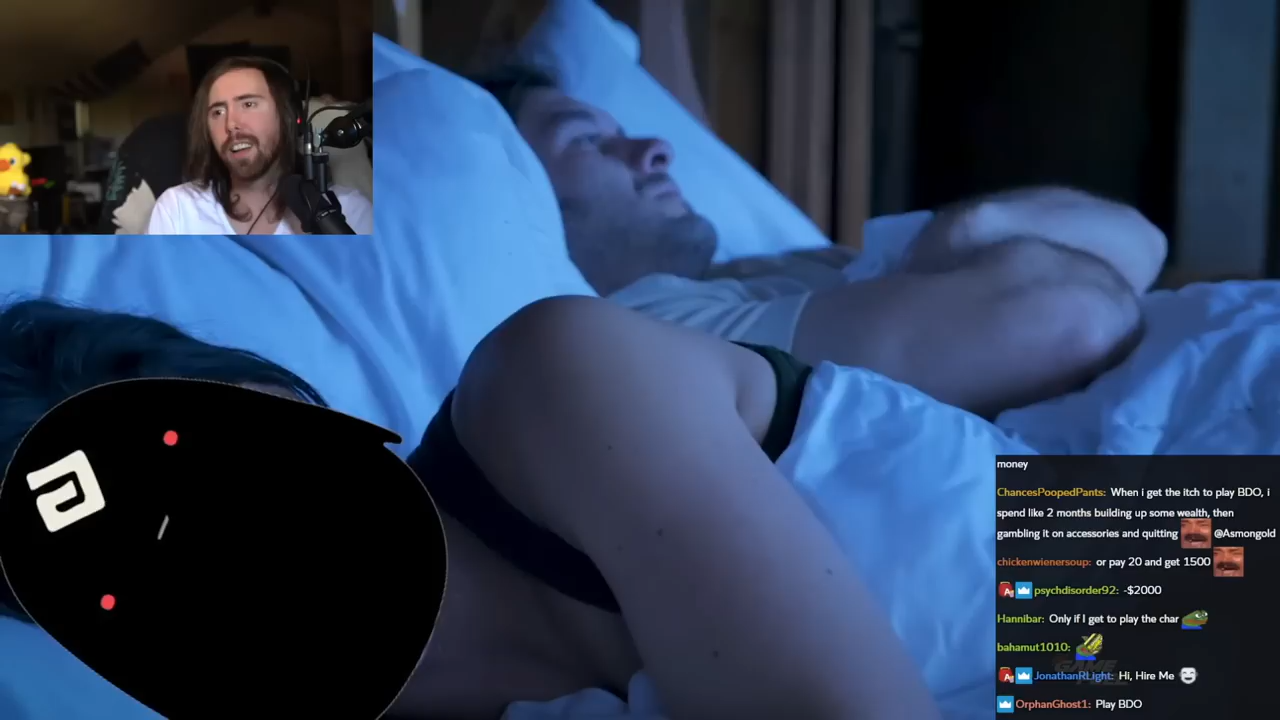 money
ChancesPoopedPants: When i get the itch to play BDO, i
spend like 2 months building up some wealth, then
gambling it on accessories and quitting @Asmongold
chickenwienersoup: or pay 20 and get 1500
psychdisorder92: -$2000
Hannibar: Only if I get to play the char
bahamut1010:
JonathanRLight: Hi, Hire Me
OrphanGhost1: Play BDO